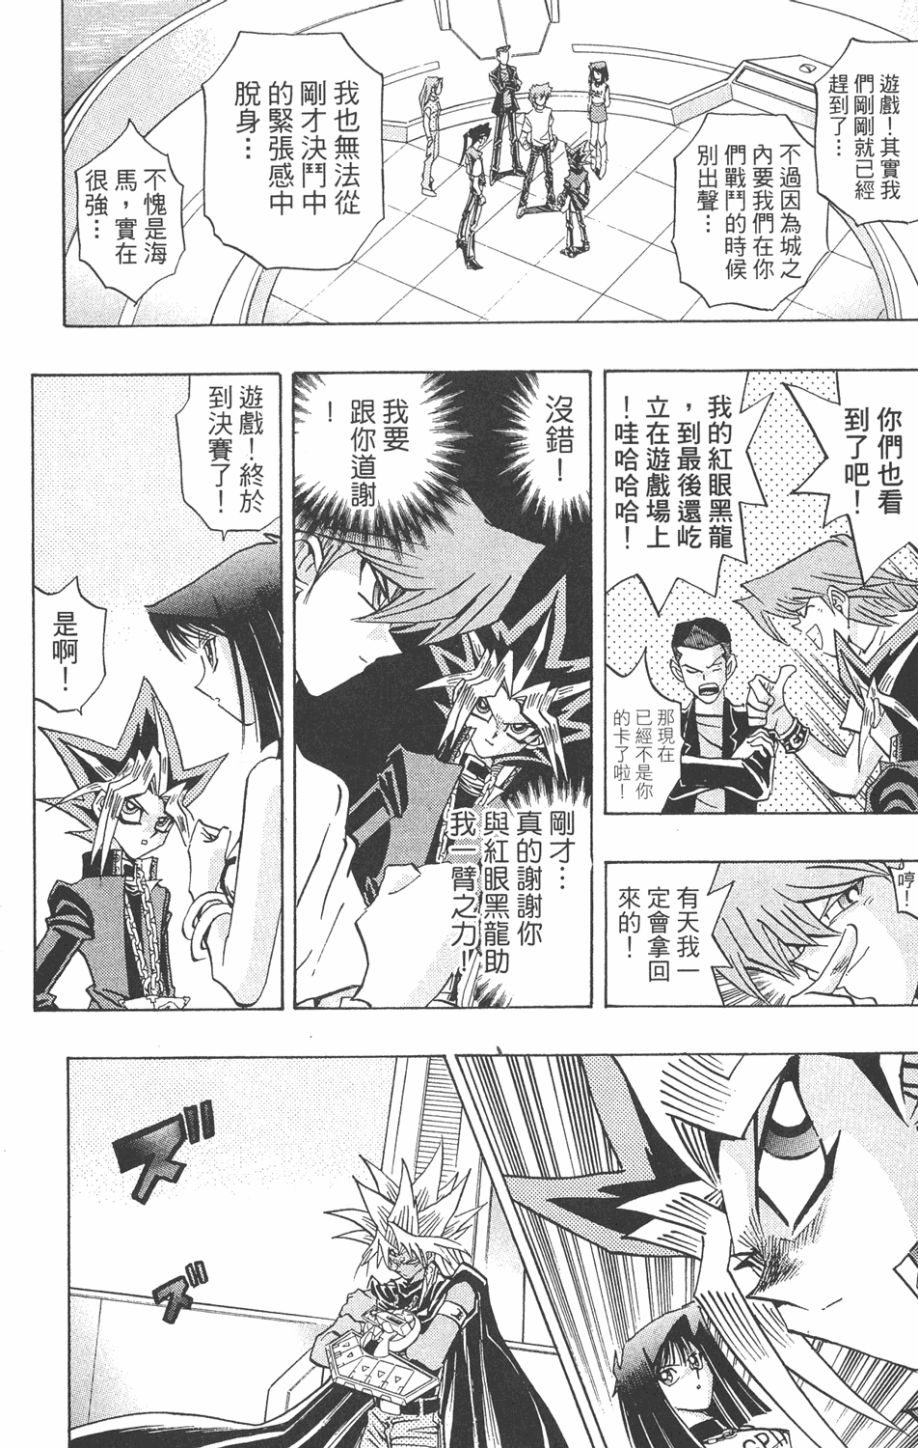 遊戲！其實我
們剛剛就已經
趕到了…
不過因為城之
內要我們在你
們戰鬥的時候
別出聲…
我也無法從
剛才決鬥中
的緊張感中
脫身…
不愧是海
馬，實在
很強…
你們也看
到了吧！
我的紅眼黑龍
，到最後還屹
立在遊戲場上
！哇哈哈哈！
那現在
已經不是你
的卡了啦！
哼！
有天我一
定會拿回
來的！
沒錯！
我要
跟你道謝
！
剛才…
真的謝謝你
與紅眼黑龍助
我一臂之力！
遊戲！終於
到決賽了！
是啊！
ズ
ズ